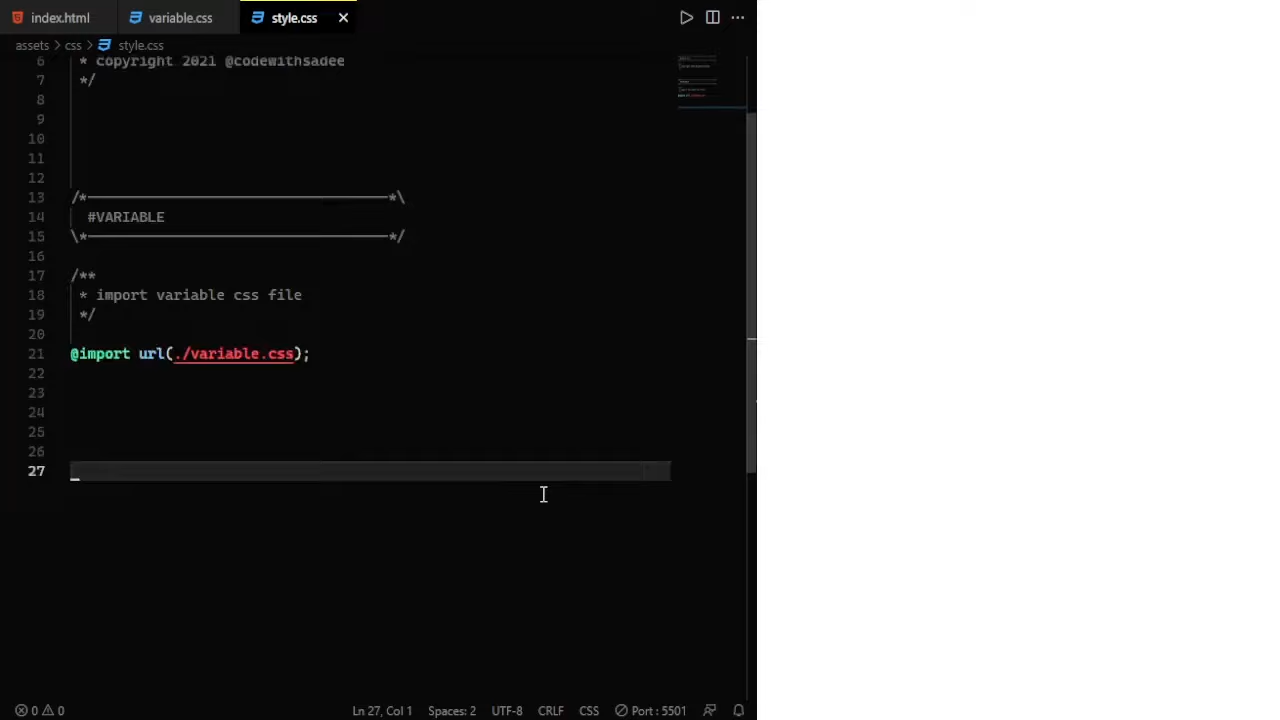 index.html
variable.css
style.css
assets > css > style.css
6 * copyright 2021 @codewithsadee
7 */
8
9
10
11
12
13 /*————————————————————————*\
14 #VARIABLE
15 \*————————————————————————*/
16
17 /**
18 * import variable css file
19 */
20
21 @import url(./variable.css);
22
23
24
25
26
27
0 0
Ln 27, Col 1 Spaces: 2 UTF-8 CRLF CSS Port : 5501